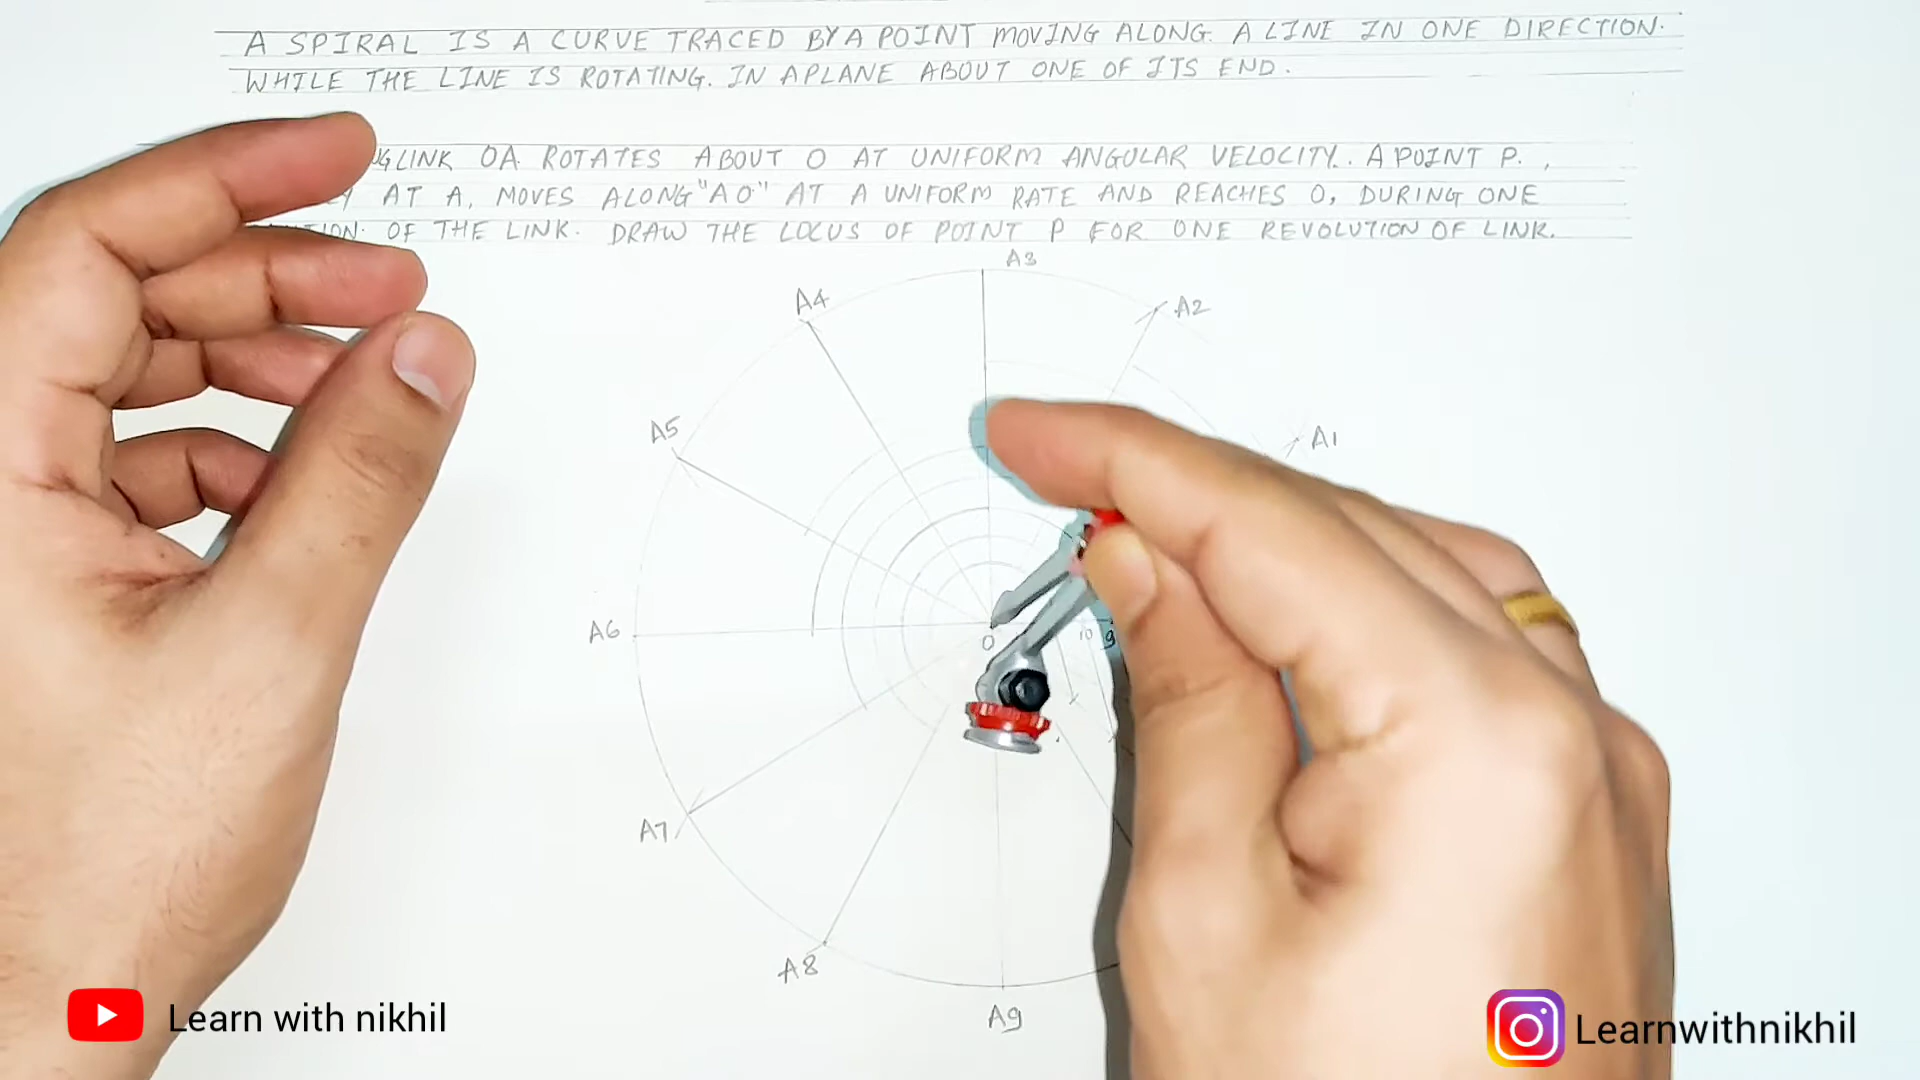 A SPIRAL IS A CURVE TRACED BY A POINT MOVING ALONG. A LINE IN ONE DIRECTION.
WHILE THE LINE IS ROTATING. IN A PLANE ABOUT ONE OF ITS END.
LINK OA. ROTATES ABOUT O AT UNIFORM ANGULAR VELOCITY.. A POINT P. ,
AT A, MOVES ALONG "AO" AT A UNIFORM RATE AND REACHES O, DURING ONE
OF THE LINK. DRAW THE LOCUS OF POINT P FOR ONE REVOLUTION OF LINK.
A3
A4
A2
A5
A1
A6
O
10 9
A7
A8
A9
Learn with nikhil
Learnwithnikhil